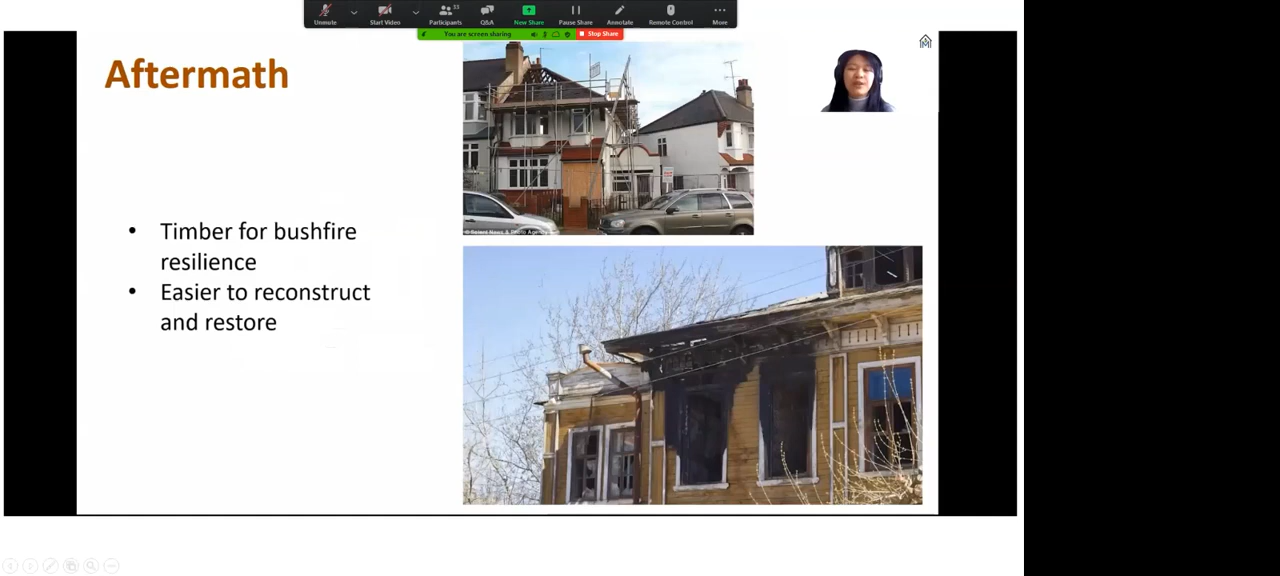 33
Unmute
Start Video
Participants
Q&A
New Share
Pause Share
Annotate
Remote Control
More
You are screen sharing
Stop Share
Aftermath
• Timber for bushfire
resilience
• Easier to reconstruct
and restore